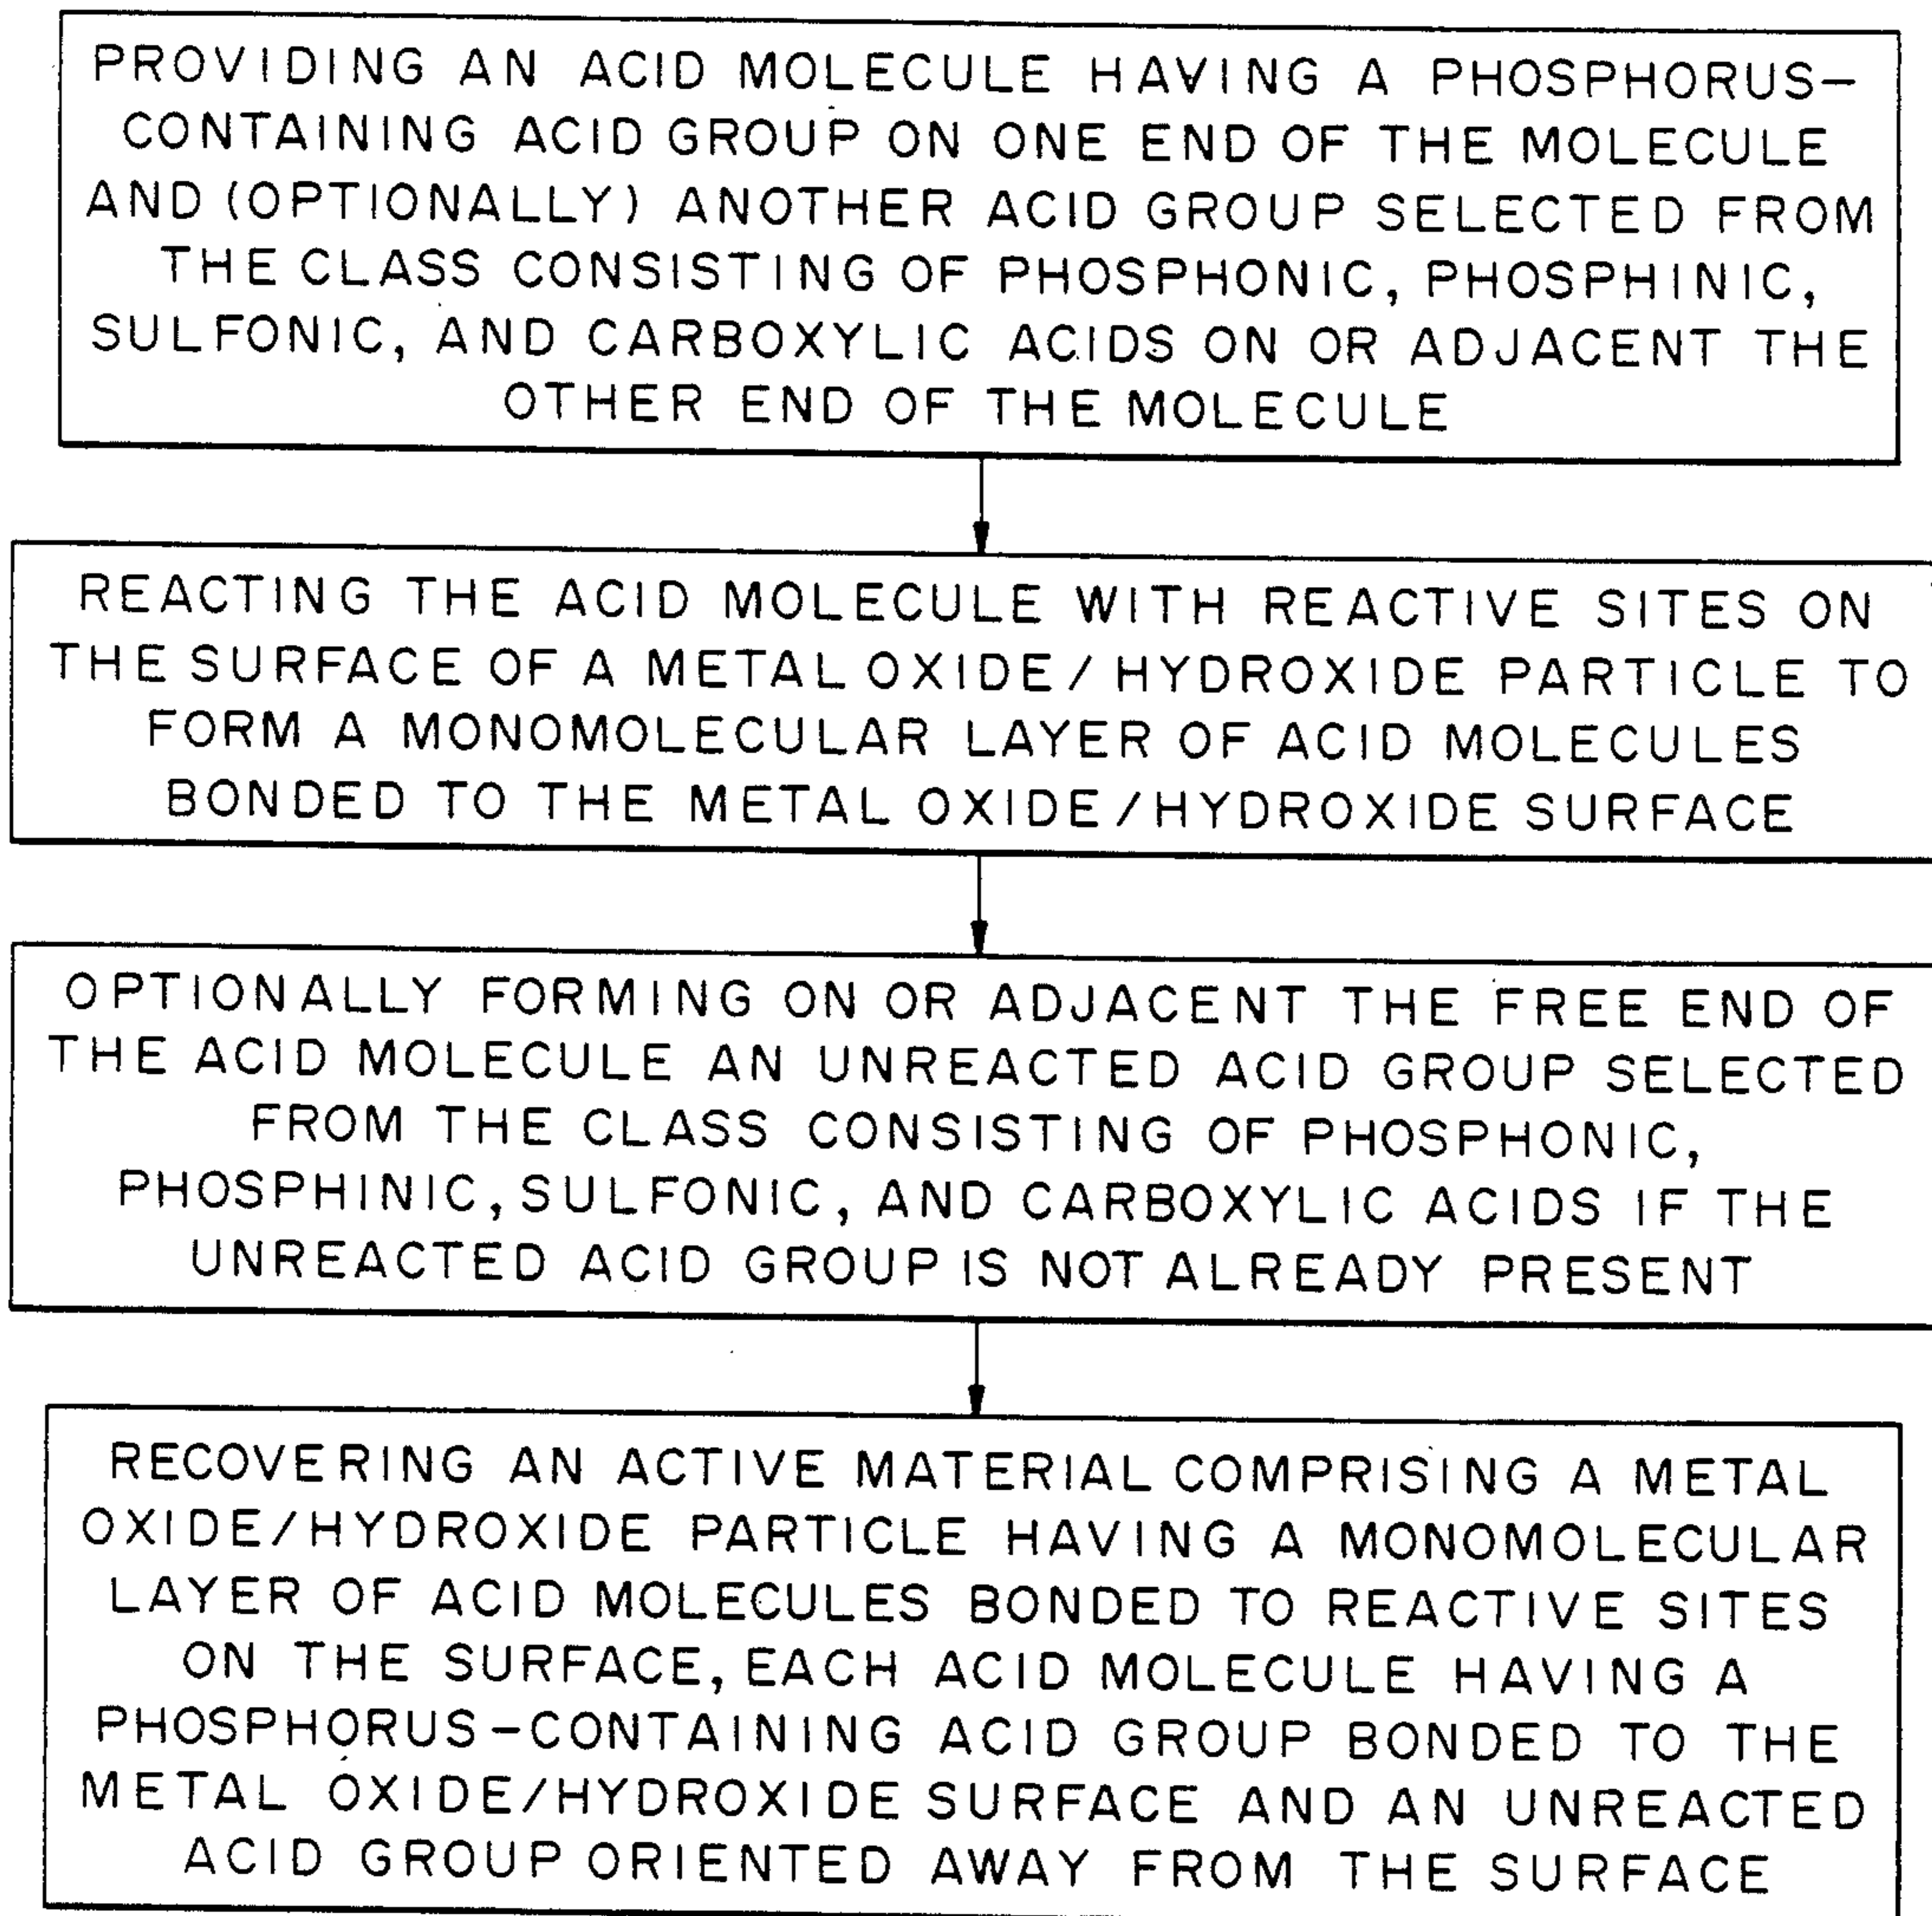 PROVIDING AN ACID MOLECULE HAVING A PHOSPHORUS-
CONTAINING ACID GROUP ON ONE END OF THE MOLECULE
AND (OPTIONALLY) ANOTHER ACID GROUP SELECTED FROM
THE CLASS CONSISTING OF PHOSPHONIC, PHOSPHINIC,
SULFONIC, AND CARBOXYLIC ACIDS ON OR ADJACENT THE
OTHER END OF THE MOLECULE
REACTING THE ACID MOLECULE WITH REACTIVE SITES ON
THE SURFACE OF A METAL OXIDE/HYDROXIDE PARTICLE TO
FORM A MONOMOLECULAR LAYER OF ACID MOLECULES
BONDED TO THE METAL OXIDE/HYDROXIDE SURFACE
OPTIONALLY FORMING ON OR ADJACENT THE FREE END OF
THE ACID MOLECULE AN UNREACTED ACID GROUP SELECTED
FROM THE CLASS CONSISTING OF PHOSPHONIC,
PHOSPHINIC, SULFONIC, AND CARBOXYLIC ACIDS IF THE
UNREACTED ACID GROUP IS NOT ALREADY PRESENT
RECOVERING AN ACTIVE MATERIAL COMPRISING A METAL
OXIDE/HYDROXIDE PARTICLE HAVING A MONOMOLECULAR
LAYER OF ACID MOLECULES BONDED TO REACTIVE SITES
ON THE SURFACE, EACH ACID MOLECULE HAVING A
PHOSPHORUS-CONTAINING ACID GROUP BONDED TO THE
METAL OXIDE/HYDROXIDE SURFACE AND AN UNREACTED
ACID GROUP ORIENTED AWAY FROM THE SURFACE